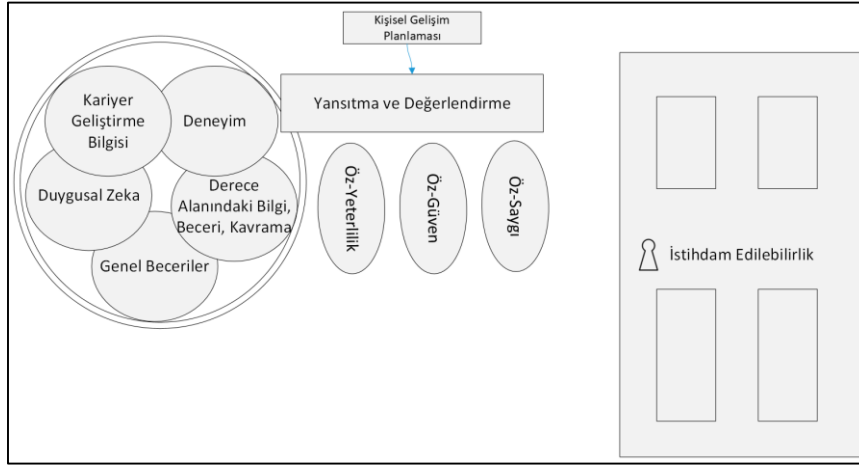 Kişisel Gelişim
Planlaması
Yansıtma ve Değerlendirme
Kariyer
Geliştirme
Bilgisi
Deneyim
Duygusal Zeka
Derece
Alanındaki Bilgi,
Beceri, Kavrama
Genel Beceriler
Öz-Yeterlilik
Öz-Güven
Öz-Saygı
İstihdam Edilebilirlik